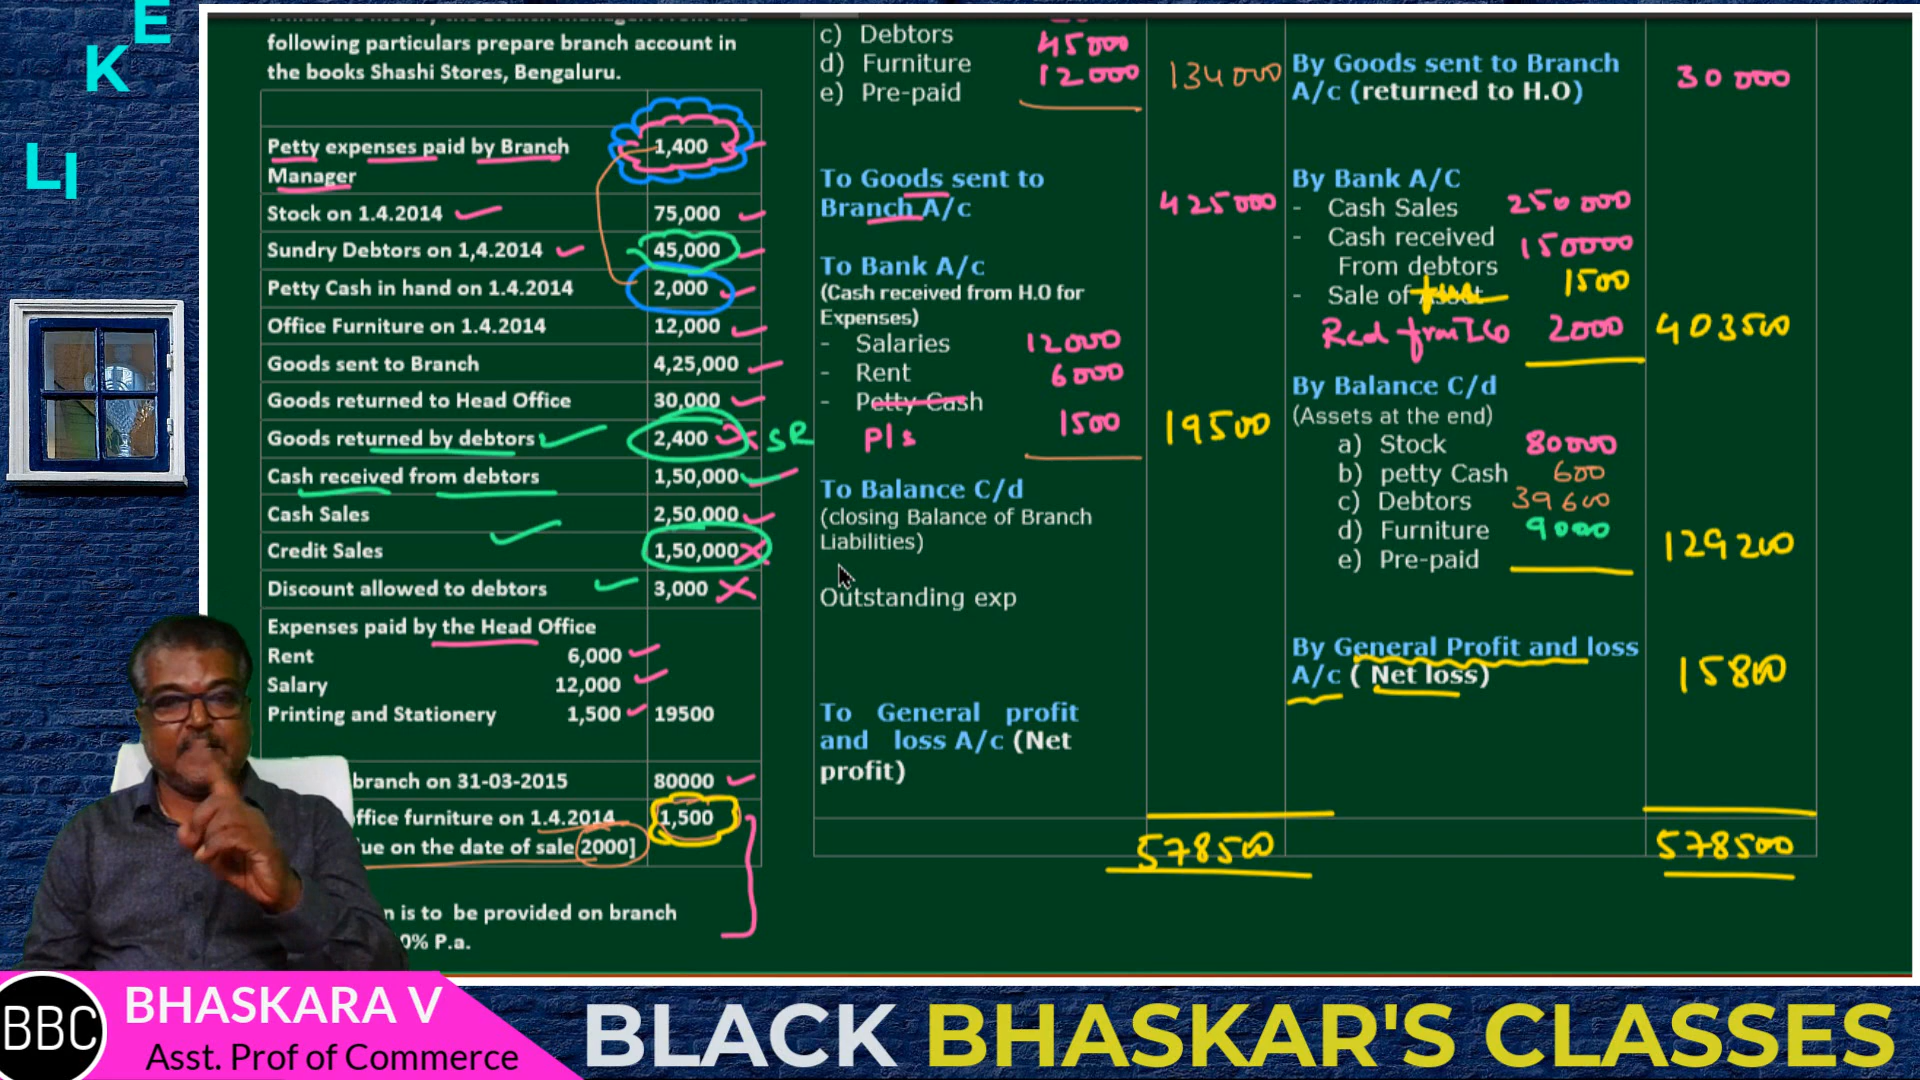 LIKE
following particulars prepare branch account in
the books Shashi Stores, Bengaluru.
Petty expenses paid by Branch Manager 1,400
Stock on 1.4.2014 75,000
Sundry Debtors on 1,4.2014 45,000
Petty Cash in hand on 1.4.2014 2,000
Office Furniture on 1.4.2014 12,000
Goods sent to Branch 4,25,000
Goods returned to Head Office 30,000
Goods returned by debtors 2,400 SR
Cash received from debtors 1,50,000
Cash Sales 2,50,000
Credit Sales 1,50,000
Discount allowed to debtors 3,000
Expenses paid by the Head Office
Rent 6,000
Salary 12,000
Printing and Stationery 1,500 19500
branch on 31-03-2015 80000
ffice furniture on 1.4.2014 1,500
ue on the date of sale 2000]
n is to be provided on branch
0% P.a.
c) Debtors 45000
d) Furniture 12000 134000
e) Pre-paid
To Goods sent to
Branch A/c 425000
To Bank A/c
(Cash received from H.O for
Expenses)
- Salaries 12000
- Rent 6000
- Petty Cash
P/s 1500 19500
To Balance C/d
(closing Balance of Branch
Liabilities)
Outstanding exp
To General profit
and loss A/c (Net
profit)
578500
By Goods sent to Branch
A/c (returned to H.O) 30000
By Bank A/C
- Cash Sales 250000
- Cash received 150000
From debtors
- Sale of 1500
2000 403500
By Balance C/d
(Assets at the end)
a) Stock 80000
b) petty Cash 600
c) Debtors 39600
d) Furniture 9000 129200
e) Pre-paid
By General Profit and loss
A/c ( Net loss) 15800
578500
BBC
BHASKARA V
Asst. Prof of Commerce
BLACK BHASKAR'S CLASSES